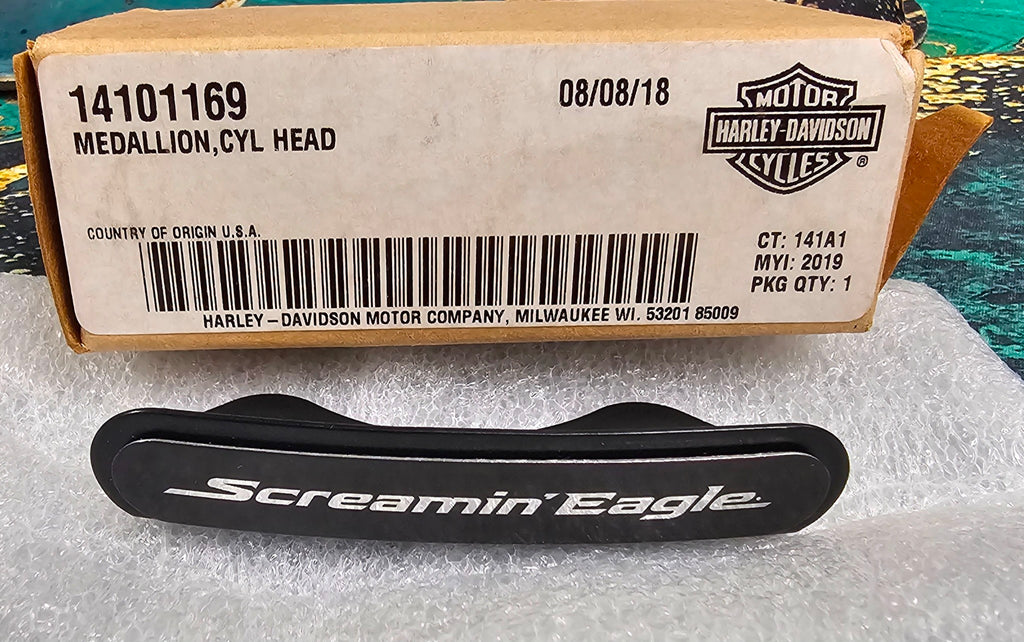 14101169
08/08/18
MEDALLION,CYL HEAD
MOTOR
HARLEY-DAVIDSON
CYCLES
®
COUNTRY OF ORIGIN U.S.A.
CT: 141A1
MYI: 2019
PKG QTY: 1
HARLEY-DAVIDSON MOTOR COMPANY, MILWAUKEE WI. 53201 85009
Screamin' Eagle